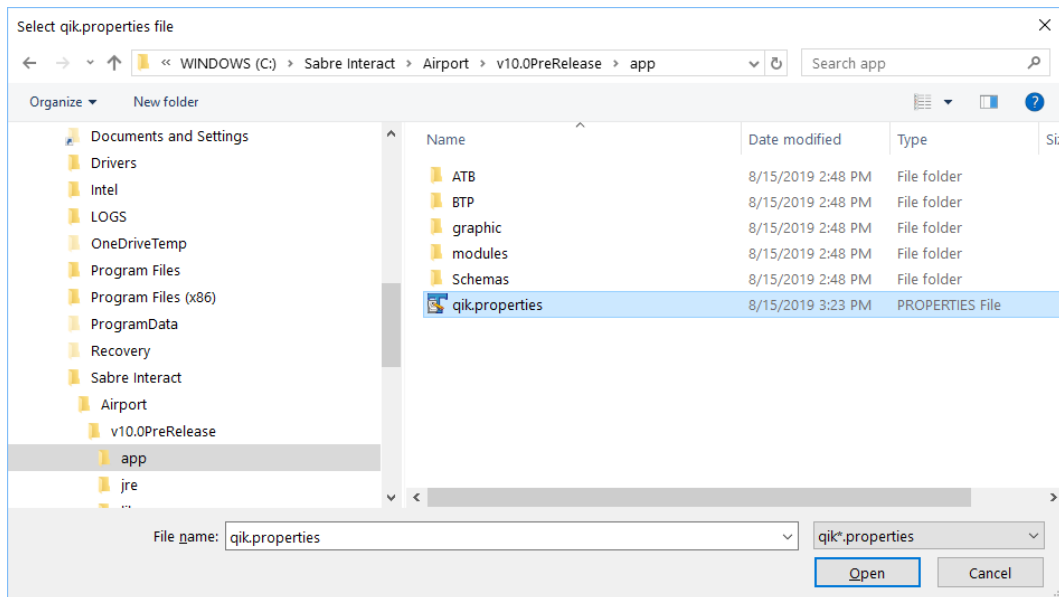 Select qik.properties file
« WINDOWS (C:) > Sabre Interact > Airport > v10.0PreRelease > app
Search app
Organize
New folder
Documents and Settings
Drivers
Intel
LOGS
OneDriveTemp
Program Files
Program Files (x86)
ProgramData
Recovery
Sabre Interact
Airport
v10.0PreRelease
app
jre
Name Date modified Type
ATB 8/15/2019 2:48 PM File folder
BTP 8/15/2019 2:48 PM File folder
graphic 8/15/2019 2:48 PM File folder
modules 8/15/2019 2:48 PM File folder
Schemas 8/15/2019 2:48 PM File folder
qik.properties 8/15/2019 3:23 PM PROPERTIES File
File name: qik.properties
qik*.properties
Open Cancel